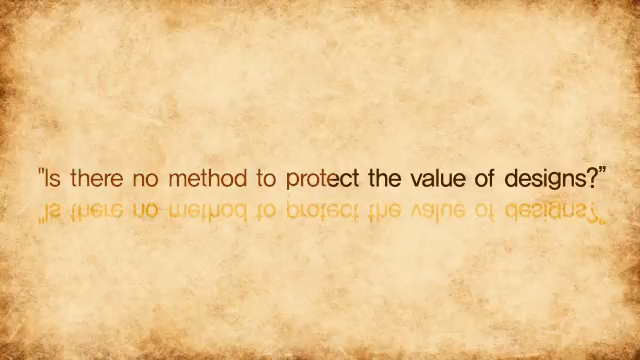 "Is there no method to protect the value of designs?”